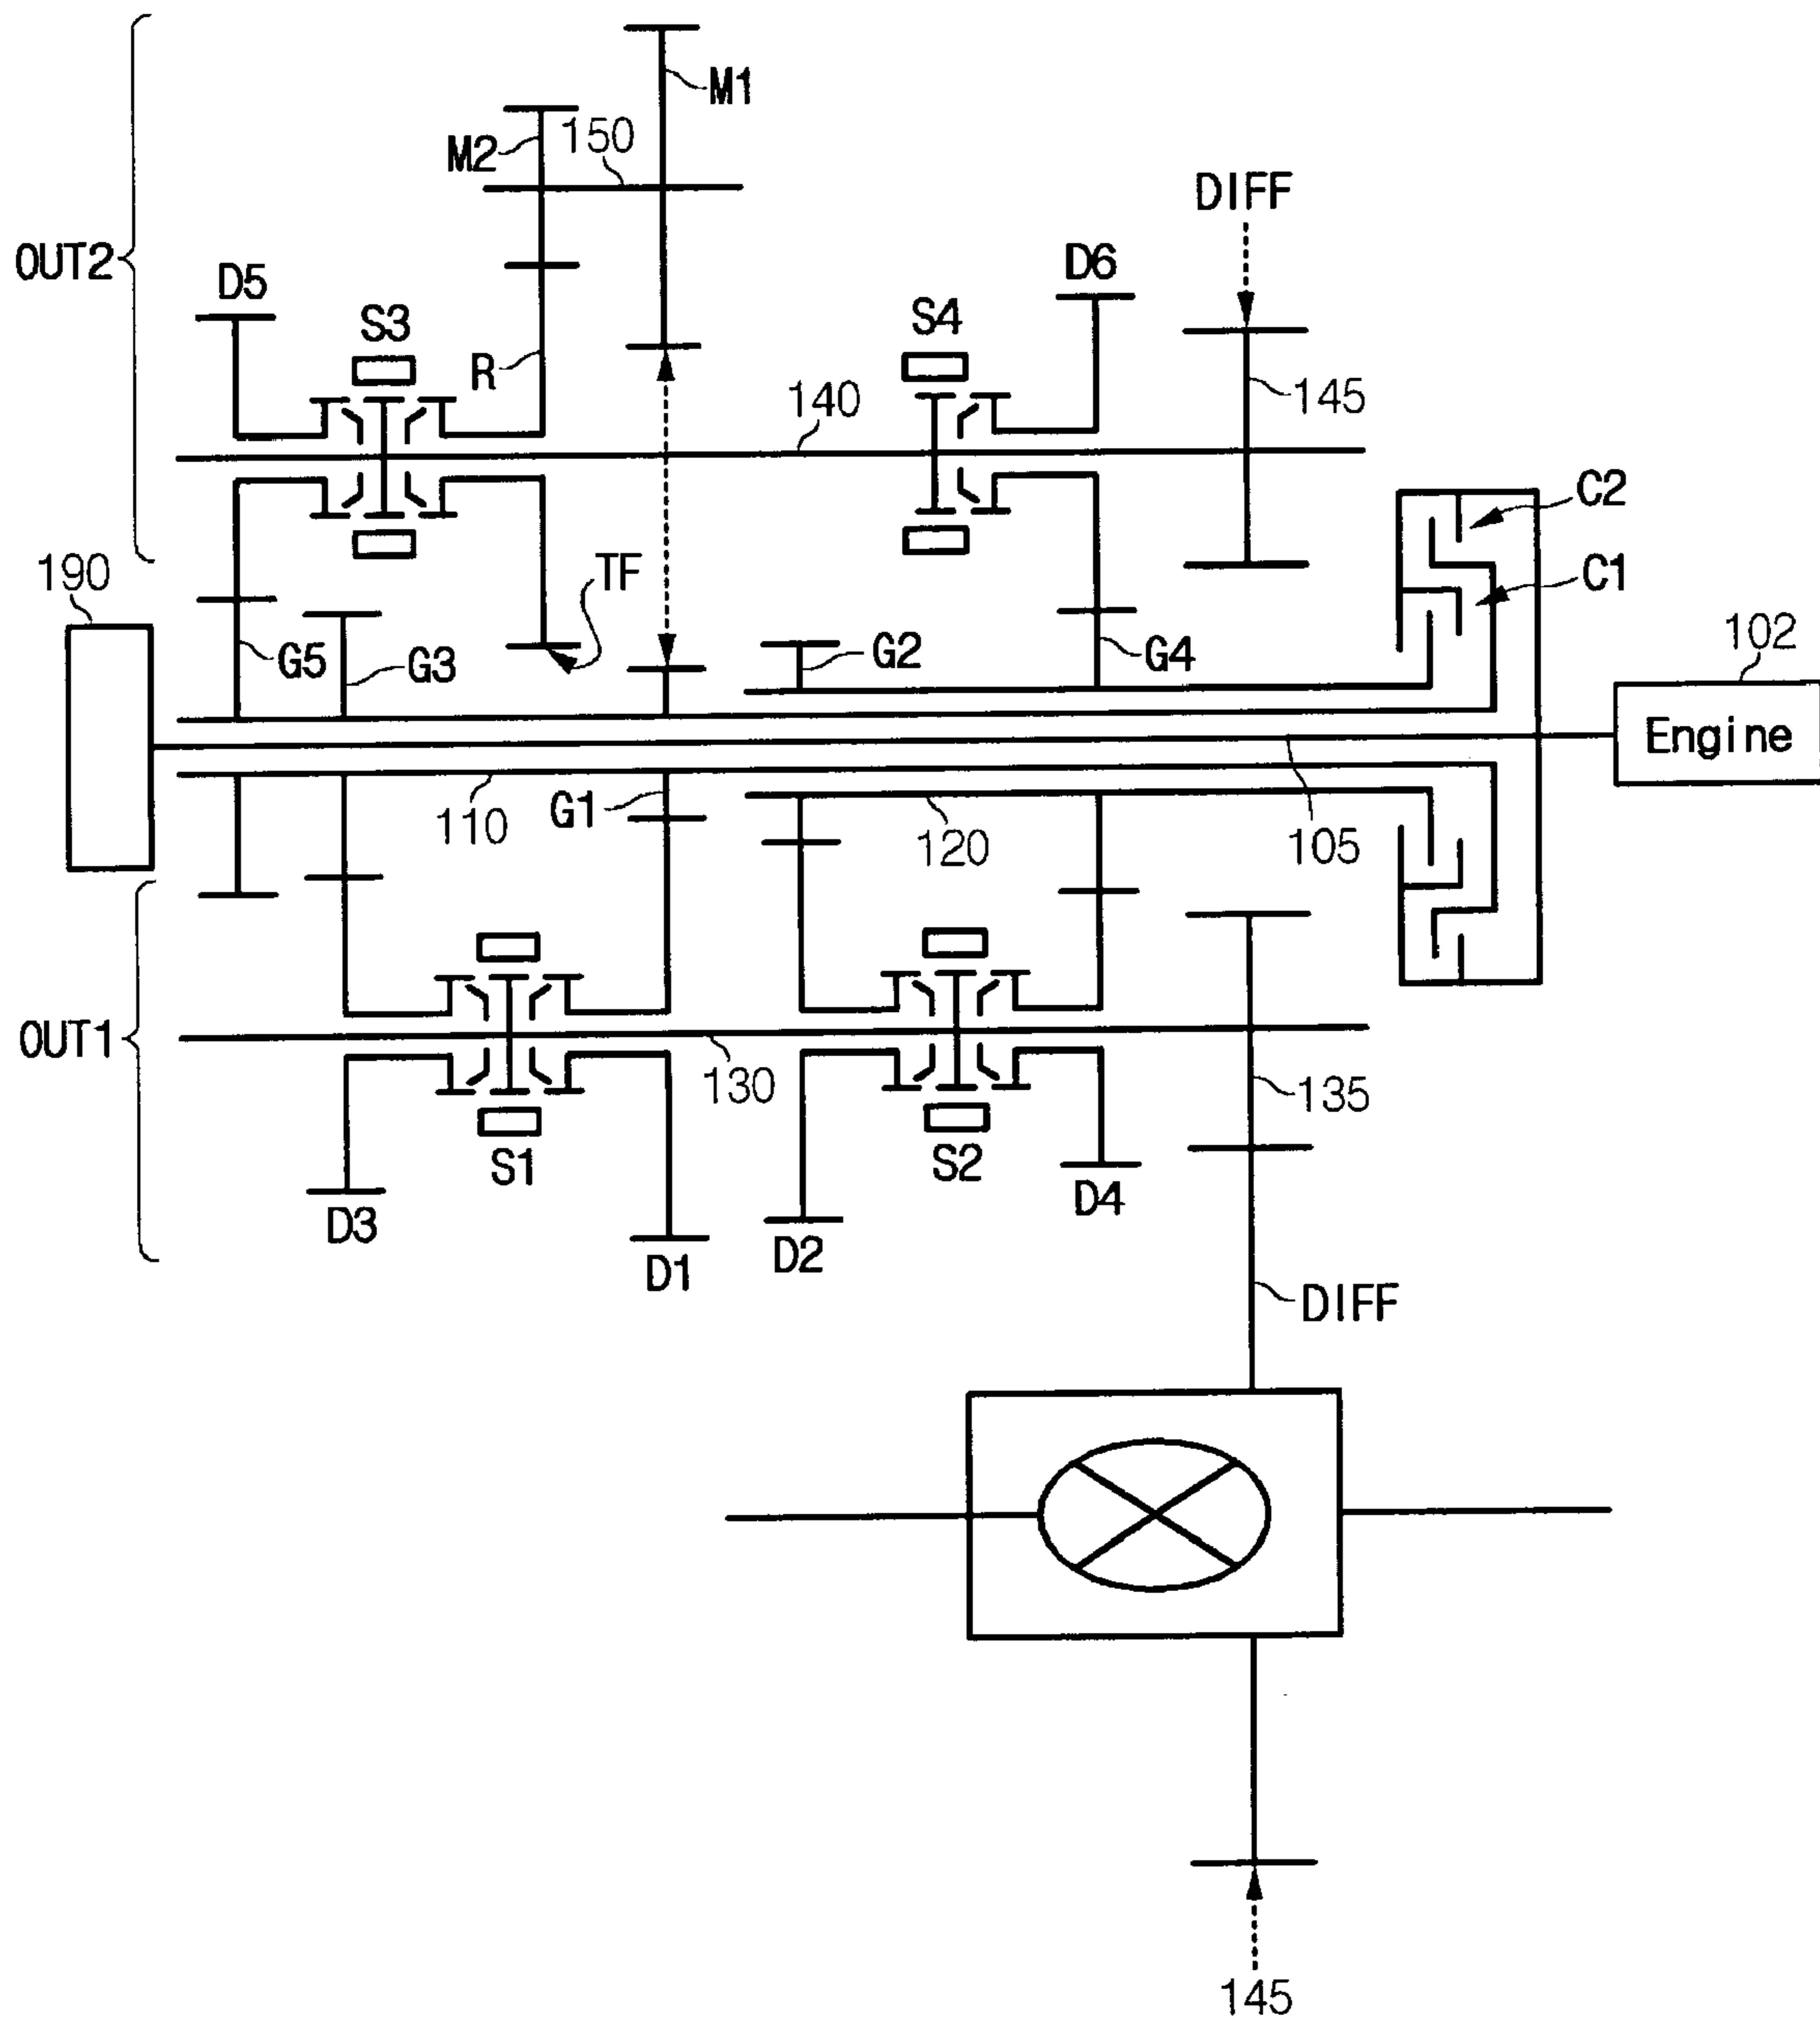 M1
M2
150
DIFF
OUT2
D5
D6
S3
S4
R
140
145
C2
190
TF
C1
102
G5
G3
G2
G4
Engine
G1
110
120
105
OUT1
130
135
S1
S2
D3
D4
D1
D2
DIFF
145